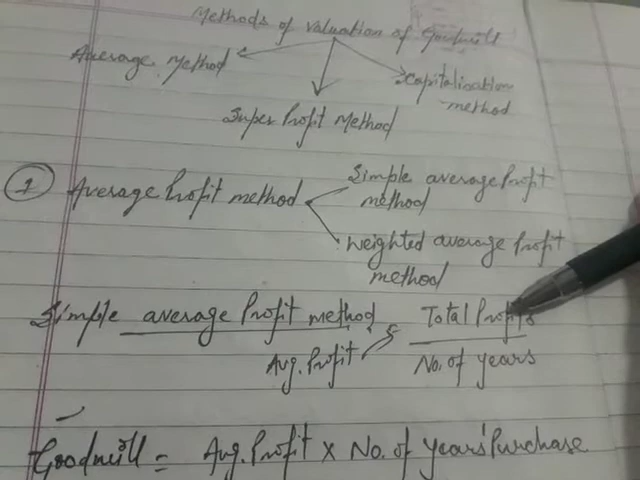 Methods of Valuation of Goodwill
Average Method
Capitalisation
method
Super Profit Method
1 Average Profit method
Simple average Profit
method
Weighted average Profit
method
Simple average Profit method
Avg. Profit
Total Profits
No. of years
Goodwill = Avg. Profit × No. of years' Purchase